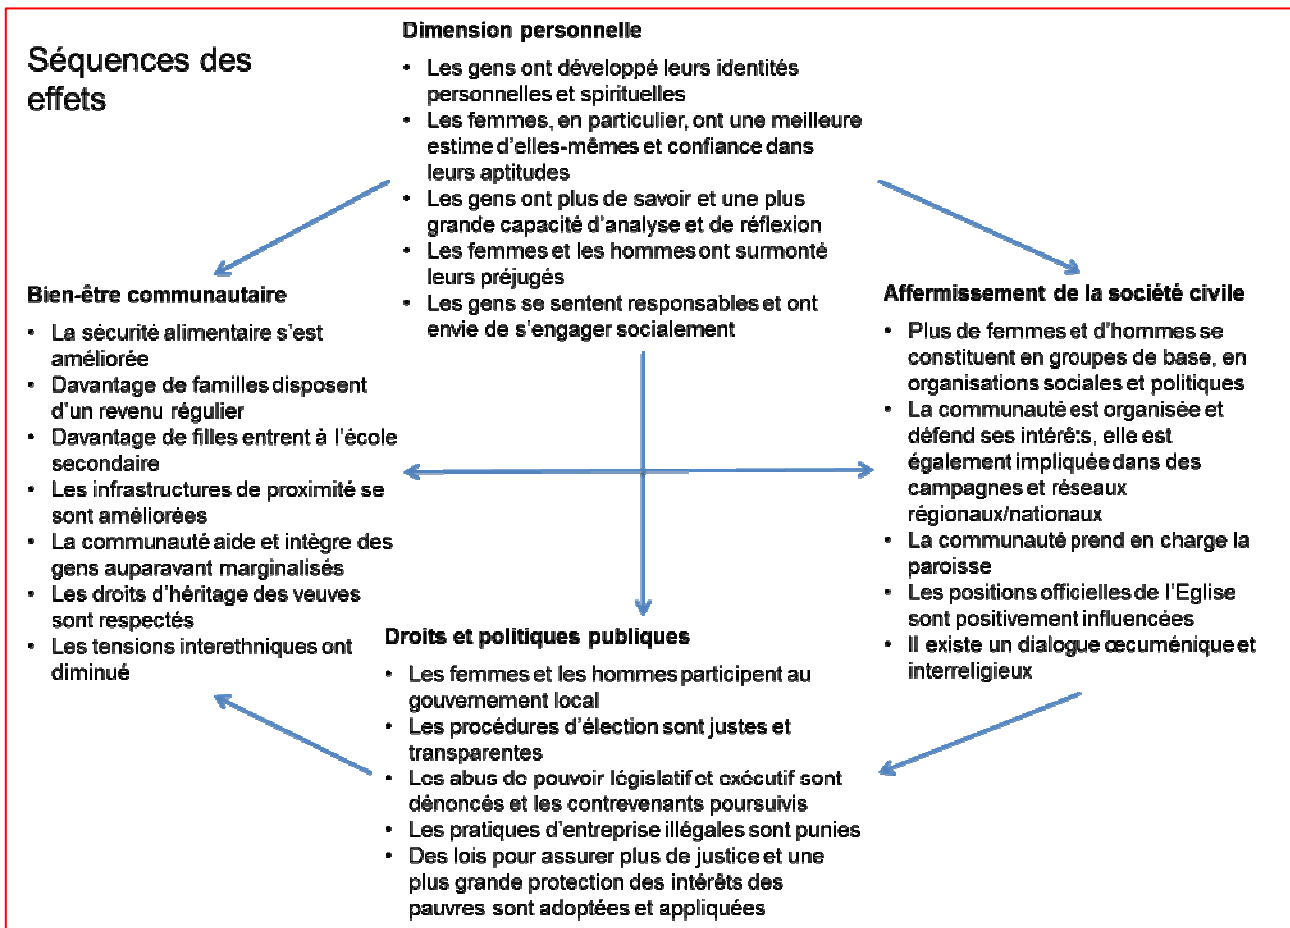 Séquences des
effets
Dimension personnelle
• Les gens ont développé leurs identités
personnelles et spirituelles
• Les femmes, en particulier, ont une meilleure
estime d'elles-mêmes et confiance dans
leurs aptitudes
• Les gens ont plus de savoir et une plus
grande capacité d'analyse et de réflexion
• Les femmes et les hommes ont surmonté
leurs préjugés
• Les gens se sentent responsables et ont
envie de s'engager socialement
Bien-être communautaire
• La sécurité alimentaire s'est
améliorée
• Davantage de familles disposent
d'un revenu régulier
• Davantage de filles entrent à l'école
secondaire
• Les infrastructures de proximité se
sont améliorées
• La communauté aide et intègre des
gens auparavant marginalisés
• Les droits d'héritage des veuves
sont respectés
• Les tensions interethniques ont
diminué
Affermissement de la société civile
• Plus de femmes et d'hommes se
constituent en groupes de base, en
organisations sociales et politiques
• La communauté est organisée et
défend ses intérêts, elle est
également impliquée dans des
campagnes et réseaux
régionaux/nationaux
• La communauté prend en charge la
paroisse
• Les positions officielles de l'Eglise
sont positivement influencées
• Il existe un dialogue œcuménique et
interreligieux
Droits et politiques publiques
• Les femmes et les hommes participent au
gouvernement local
• Les procédures d'élection sont justes et
transparentes
• Les abus de pouvoir législatif et exécutif sont
dénoncés et les contrevenants poursuivis
• Les pratiques d'entreprise illégales sont punies
• Des lois pour assurer plus de justice et une
plus grande protection des intérêts des
pauvres sont adoptées et appliquées